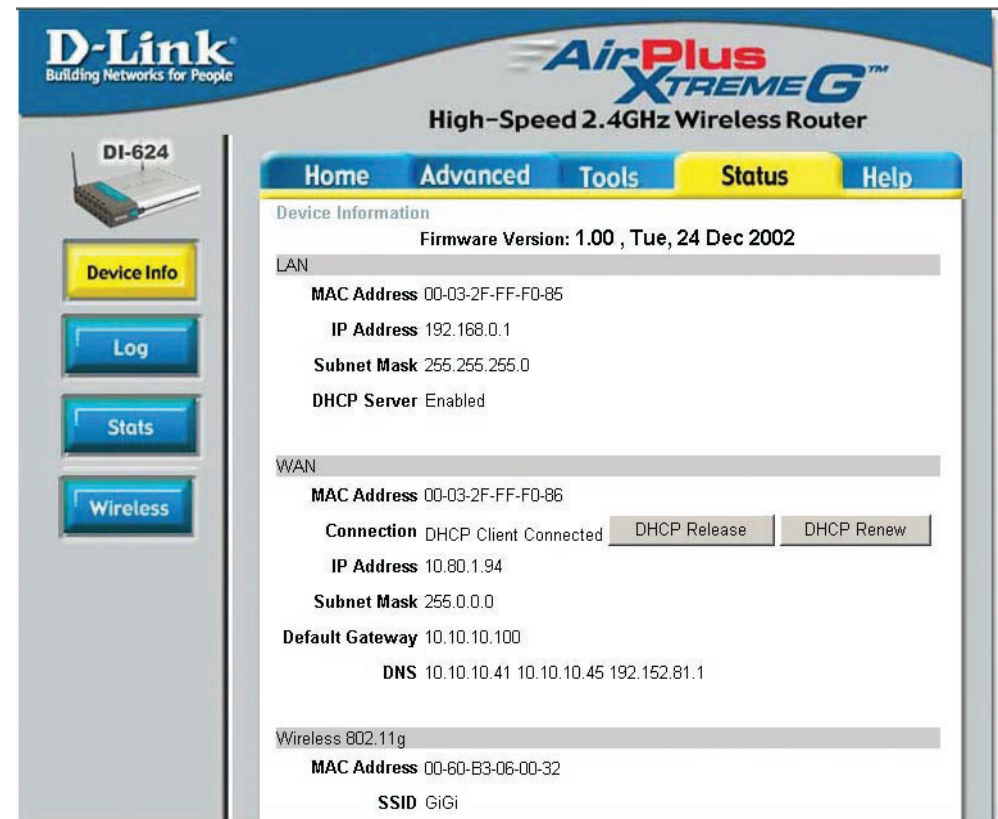 D-Link
Building Networks for People
AirPlus
XTREME G™
High-Speed 2.4GHz Wireless Router
DI-624
Home Advanced Tools Status Help
Device Info
Log
Stats
Wireless
Device Information
Firmware Version: 1.00 , Tue, 24 Dec 2002
LAN
MAC Address 00-03-2F-FF-F0-85
IP Address 192.168.0.1
Subnet Mask 255.255.255.0
DHCP Server Enabled
WAN
MAC Address 00-03-2F-FF-F0-86
Connection DHCP Client Connected DHCP Release DHCP Renew
IP Address 10.80.1.94
Subnet Mask 255.0.0.0
Default Gateway 10.10.10.100
DNS 10.10.10.41 10.10.10.45 192.152.81.1
Wireless 802.11g
MAC Address 00-60-B3-06-00-32
SSID GiGi